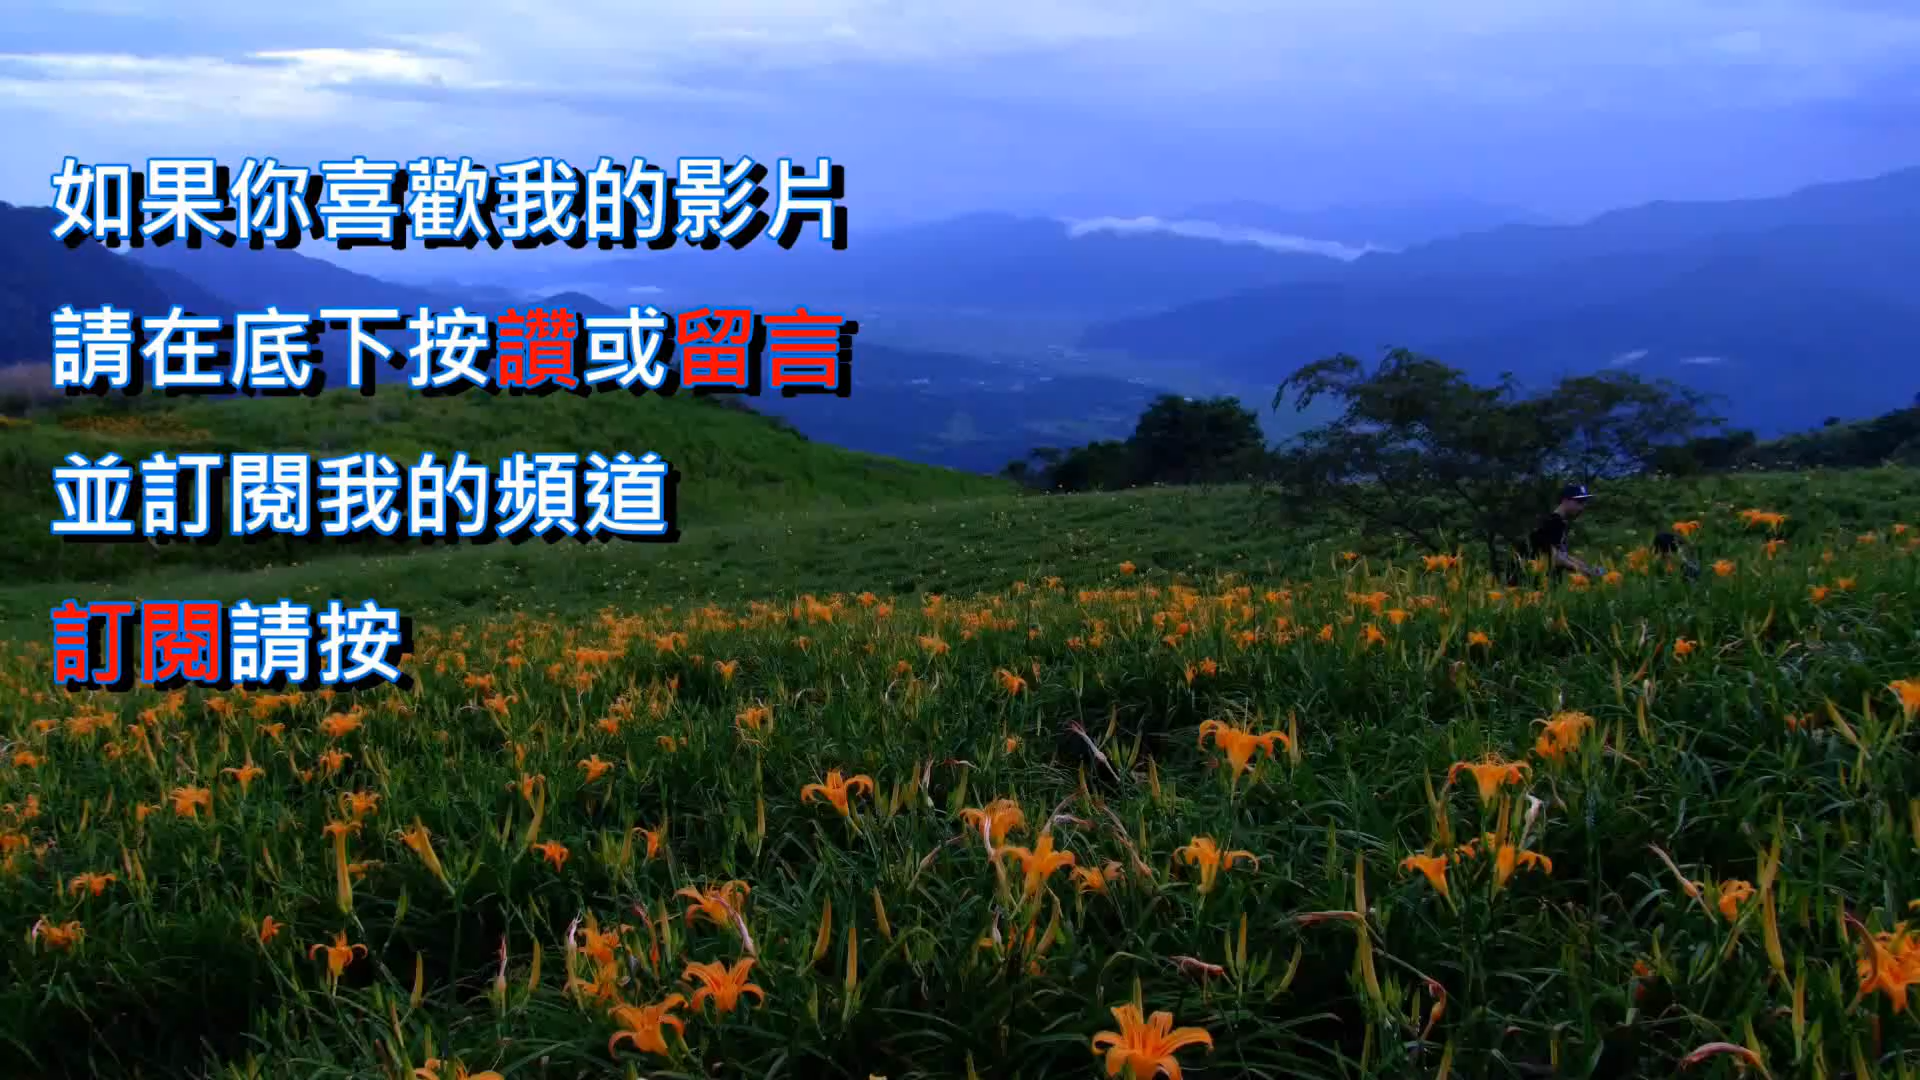 如果你喜歡我的影片
請在底下按讚或留言
並訂閱我的頻道
訂閱請按